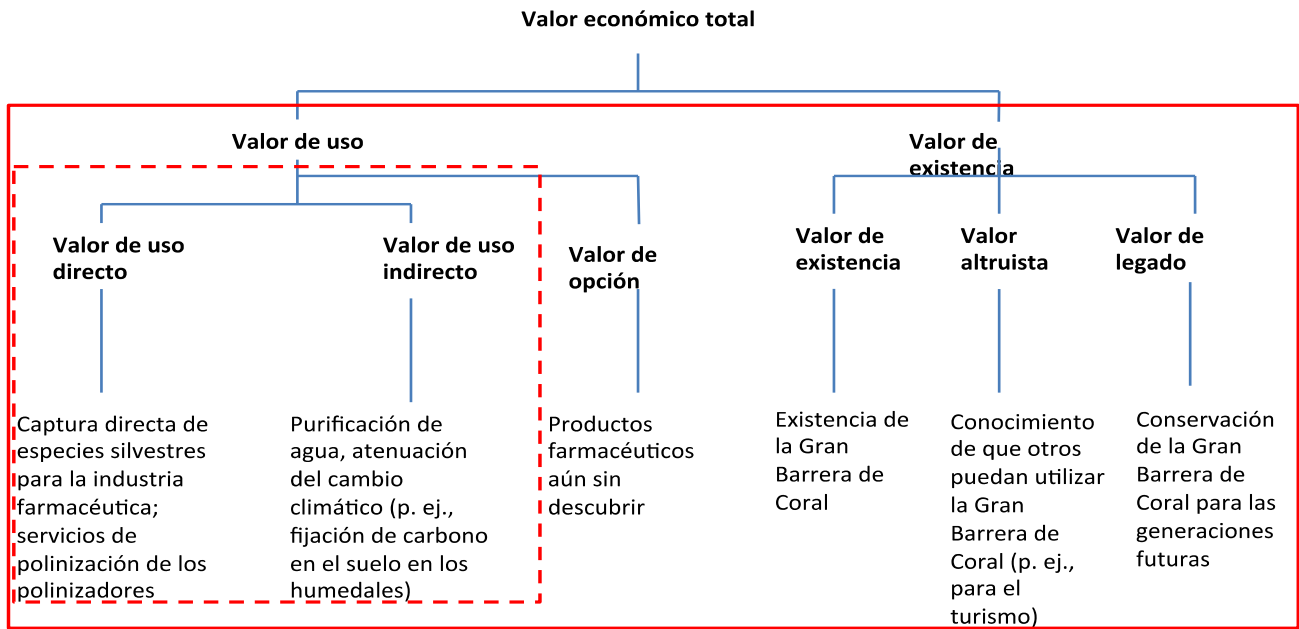 Valor económico total
Valor de uso
Valor de
existencia
Valor de uso
directo
Valor de uso
indirecto
Valor de
opción
Valor de
existencia
Valor
altruista
Valor de
legado
Captura directa de
especies silvestres
para la industria
farmacéutica;
servicios de
polinización de los
polinizadores
Purificación de
agua, atenuación
del cambio
climático (p. ej.,
fijación de carbono
en el suelo en los
humedales)
Productos
farmacéuticos
aún sin
descubrir
Existencia de
la Gran
Barrera de
Coral
Conocimiento
de que otros
puedan utilizar
la Gran
Barrera de
Coral (p. ej.,
para el
turismo)
Conservación
de la Gran
Barrera de
Coral para las
generaciones
futuras